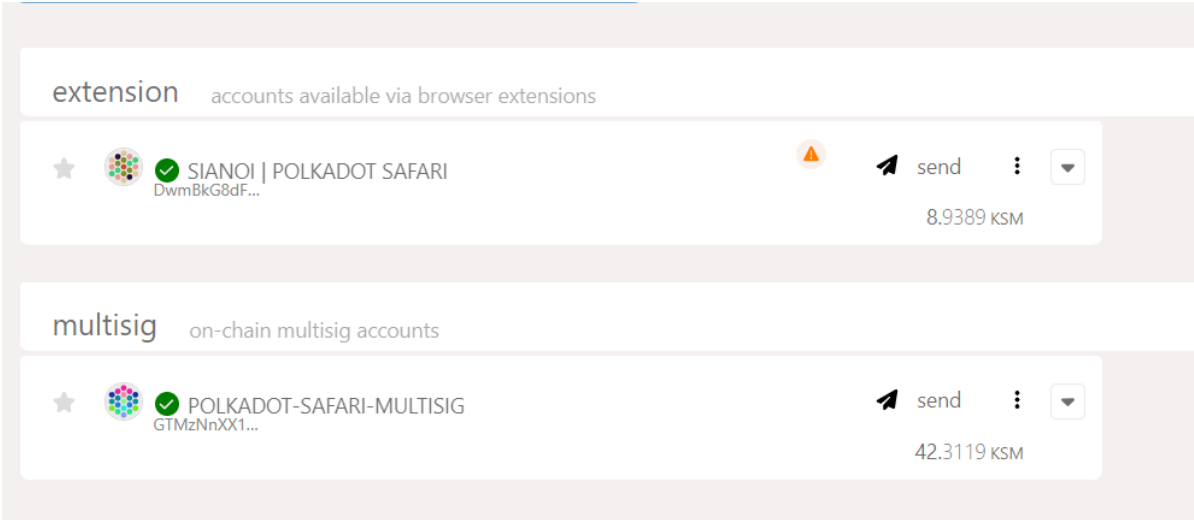 extension accounts available via browser extensions
SIANOI | POLKADOT SAFARI
DwmBkG8dF...
send
8.9389 KSM
multisig on-chain multisig accounts
POLKADOT-SAFARI-MULTISIG
GTMzNnXX1...
send
42.3119 KSM